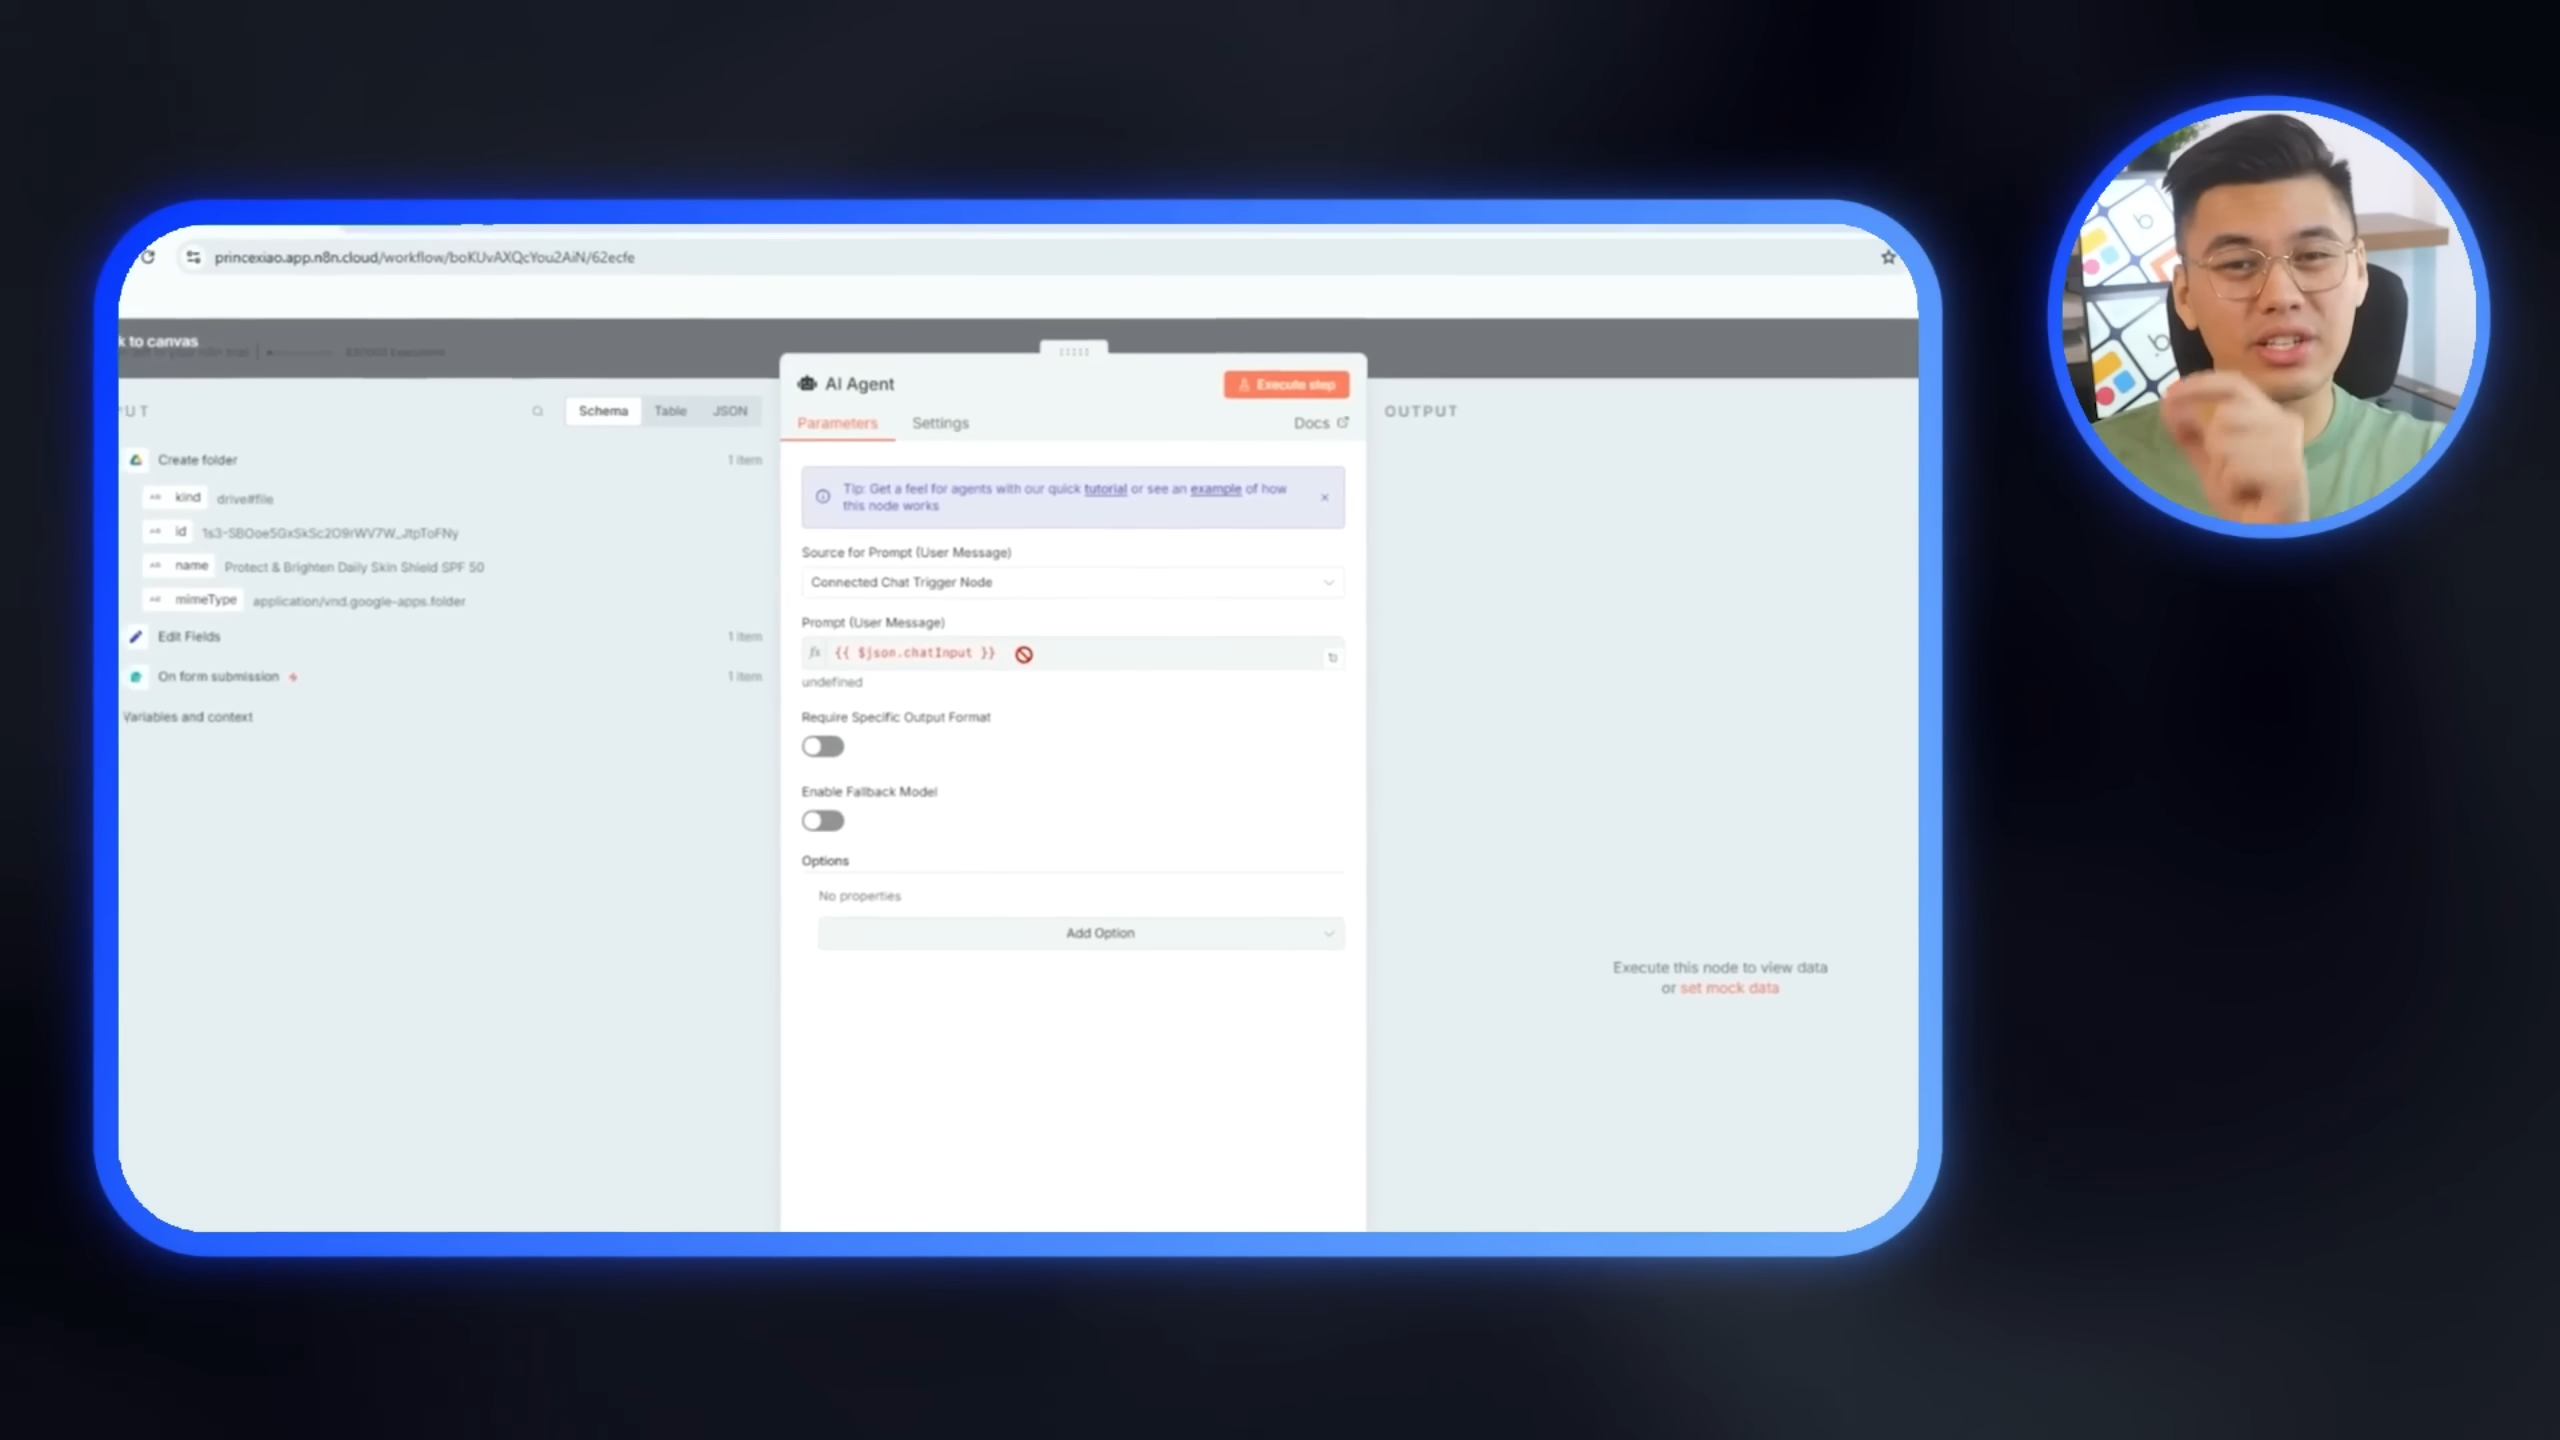 princexiao.app.n8n.cloud/workflow/boKUvAXQcYou2AiN/62ecfe
k to canvas
AI Agent
Execute step
UT
Schema
Table
JSON
Parameters
Settings
Docs
OUTPUT
Create folder
1 item
kind
drive#file
id
1s3-SBOoe5GxSkSc2O9rWV7W_JtpToFNy
name
Protect & Brighten Daily Skin Shield SPF 50
mimeType
application/vnd.google-apps.folder
Edit Fields
1 item
On form submission
1 item
Variables and context
Tip: Get a feel for agents with our quick tutorial or see an example of how
this node works
Source for Prompt (User Message)
Connected Chat Trigger Node
Prompt (User Message)
fx {{ $json.chatInput }}
undefined
Require Specific Output Format
Enable Fallback Model
Options
No properties
Add Option
Execute this node to view data
or set mock data